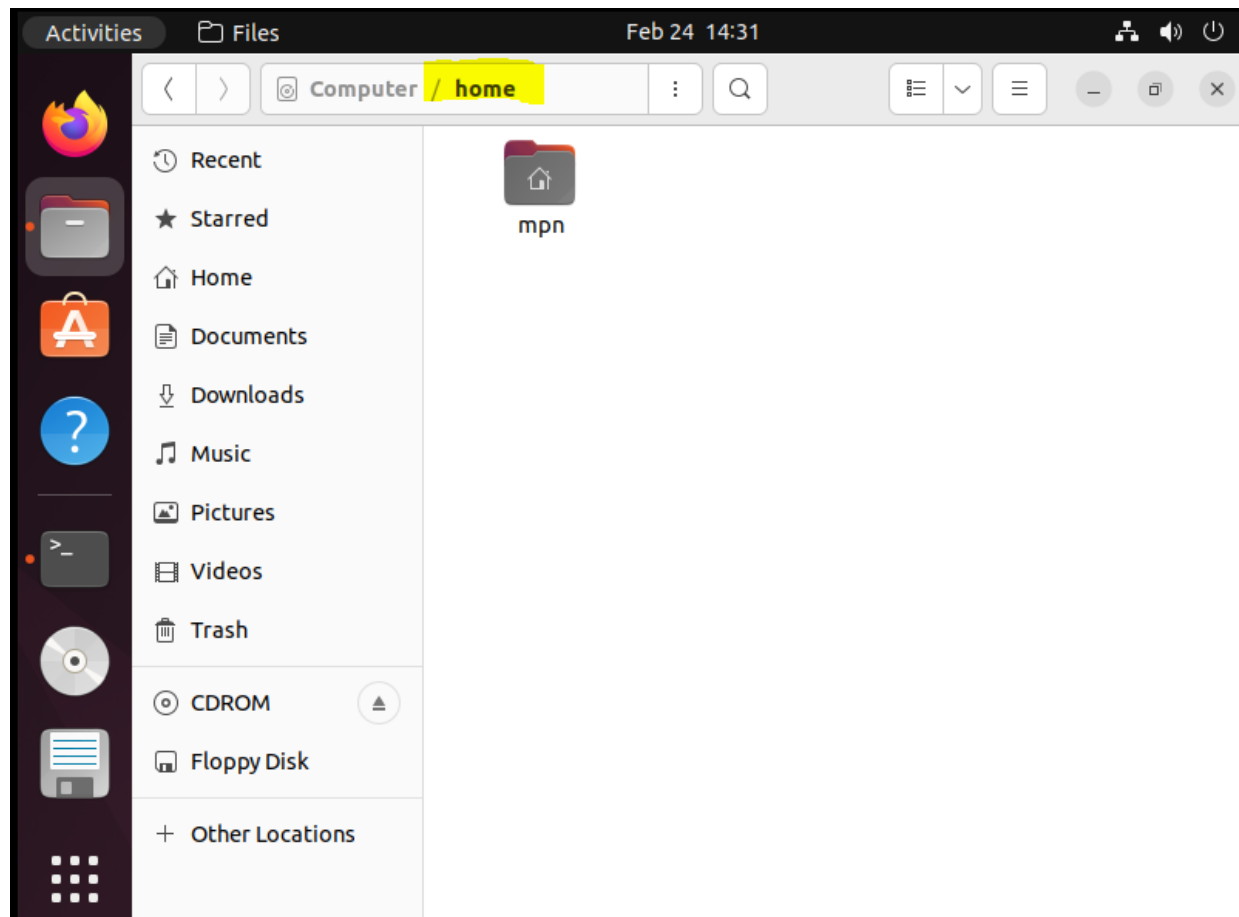 Activities Files Feb 24 14:31
Computer / home
Recent
mpn
Starred
Home
Documents
Downloads
Music
Pictures
Videos
Trash
CDROM
Floppy Disk
+ Other Locations